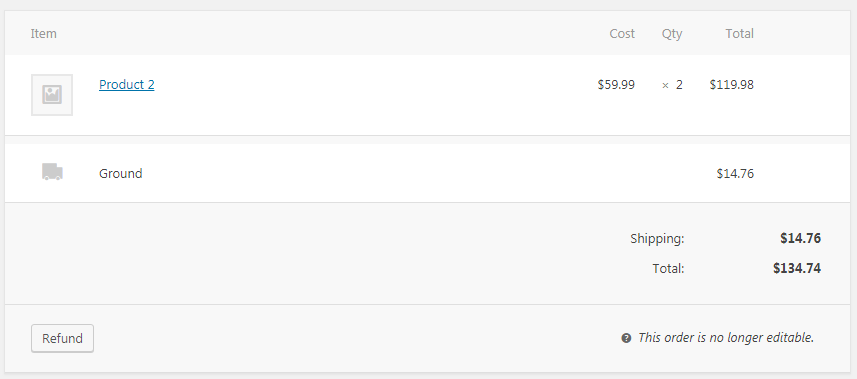 Item Cost Qty Total
Product 2 $59.99 × 2 $119.98
Ground $14.76
Shipping: $14.76
Total: $134.74
Refund This order is no longer editable.